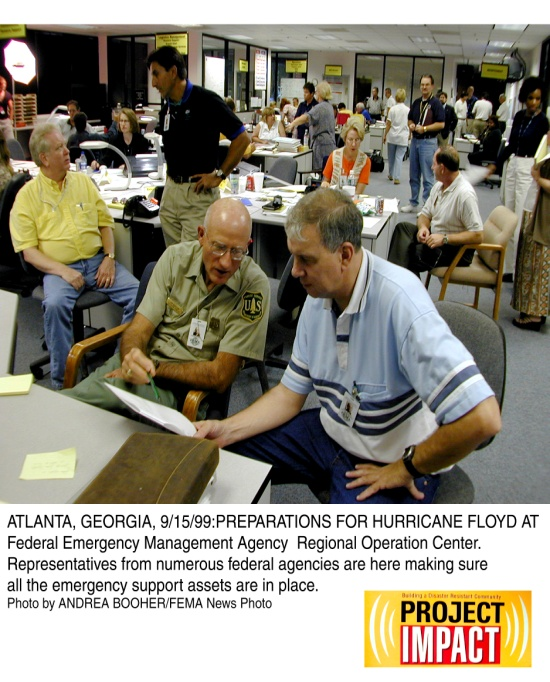 US
ATLANTA, GEORGIA, 9/15/99:PREPARATIONS FOR HURRICANE FLOYD AT
Federal Emergency Management Agency  Regional Operation Center.
Representatives from numerous federal agencies are here making sure
all the emergency support assets are in place.
Photo by ANDREA BOOHER/FEMA News Photo
Building a Disaster Resistant Community
PROJECT
IMPACT